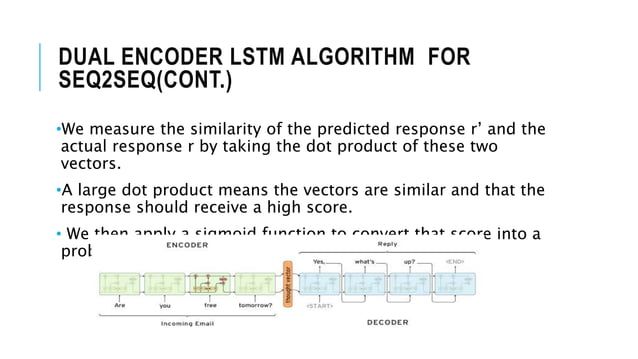 DUAL ENCODER LSTM ALGORITHM FOR
SEQ2SEQ(CONT.)
•We measure the similarity of the predicted response r’ and the
actual response r by taking the dot product of these two
vectors.
•A large dot product means the vectors are similar and that the
response should receive a high score.
• We then apply a sigmoid function to convert that score into a
ENCODER
Reply
Yes, what's up? <END>
thought vector
Are you free tomorrow?
<START>
Incoming Email
DECODER